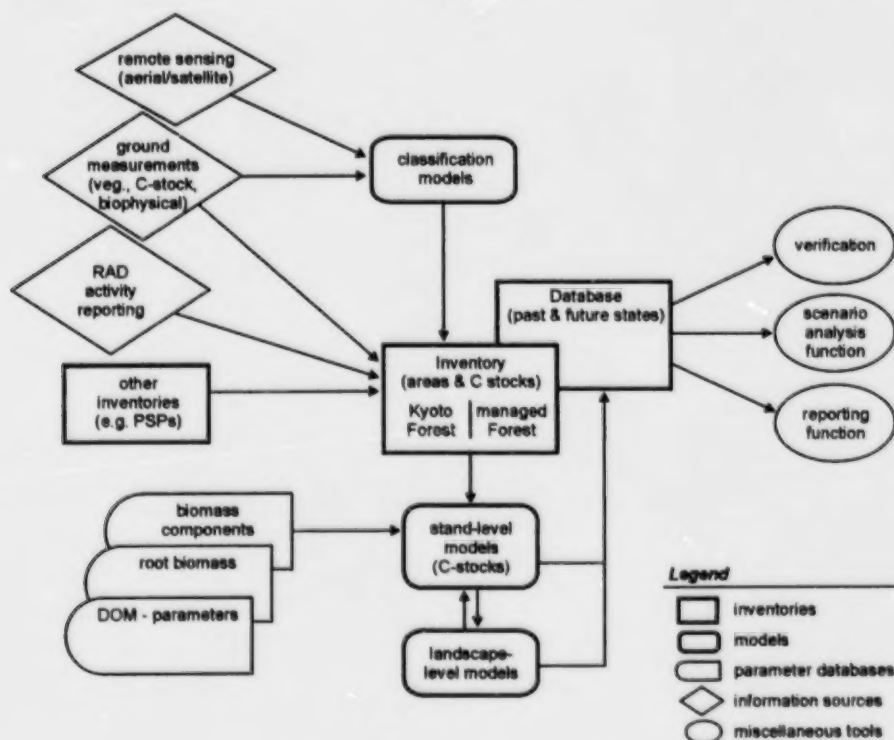 remote sensing
(aerial/satellite)
ground
measurements
(veg., C-stock,
biophysical)
RAD
activity
reporting
other
inventories
(e.g. PSPs)
classification
models
Database
(past & future states)
Inventory
(areas & C stocks)
Kyoto
Forest
managed
Forest
verification
scenario
analysis
function
reporting
function
biomass
components
root biomass
DOM - parameters
stand-level
models
(C-stocks)
landscape-
level models
Legend
inventories
models
parameter databases
information sources
miscellaneous tools